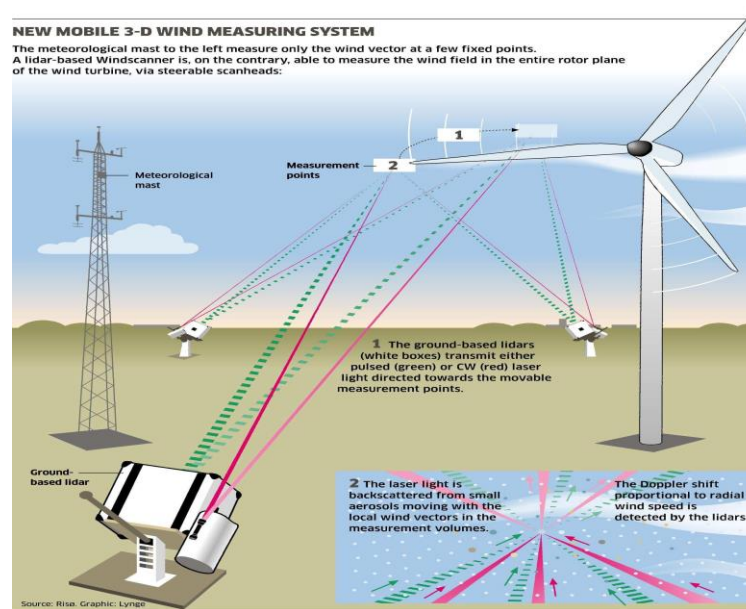 NEW MOBILE 3-D WIND MEASURING SYSTEM
The meteorological mast to the left measure only the wind vector at a few fixed points.
A lidar-based Windscanner is, on the contrary, able to measure the wind field in the entire rotor plane
of the wind turbine, via steerable scanheads:
1
2
Measurement
points
Meteorological
mast
1 The ground-based lidars
(white boxes) transmit either
pulsed (green) or CW (red) laser
light directed towards the movable
measurement points.
Ground-
based lidar
2 The laser light is
backscattered from small
aerosols moving with the
local wind vectors in the
measurement volumes.
The Doppler shift
proportional to radial
wind speed is
detected by the lidars
Source: Risø. Graphic: Lynge